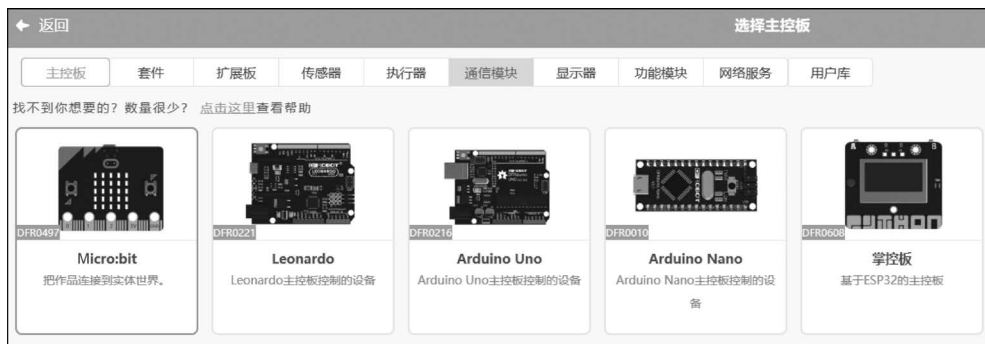 返回
选择主控板
主控板 套件 扩展板 传感器 执行器 通信模块 显示器 功能模块 网络服务 用户库
找不到你想要的？数量很少？ 点击这里查看帮助
DFR0497 DFR0221 DFR0216 DFR0010 DFR0608
Micro:bit Leonardo Arduino Uno Arduino Nano 掌控板
把作品连接到实体世界。 Leonardo主控板控制的设备 Arduino Uno主控板控制的设备 Arduino Nano主控板控制的设 基于ESP32的主控板
备